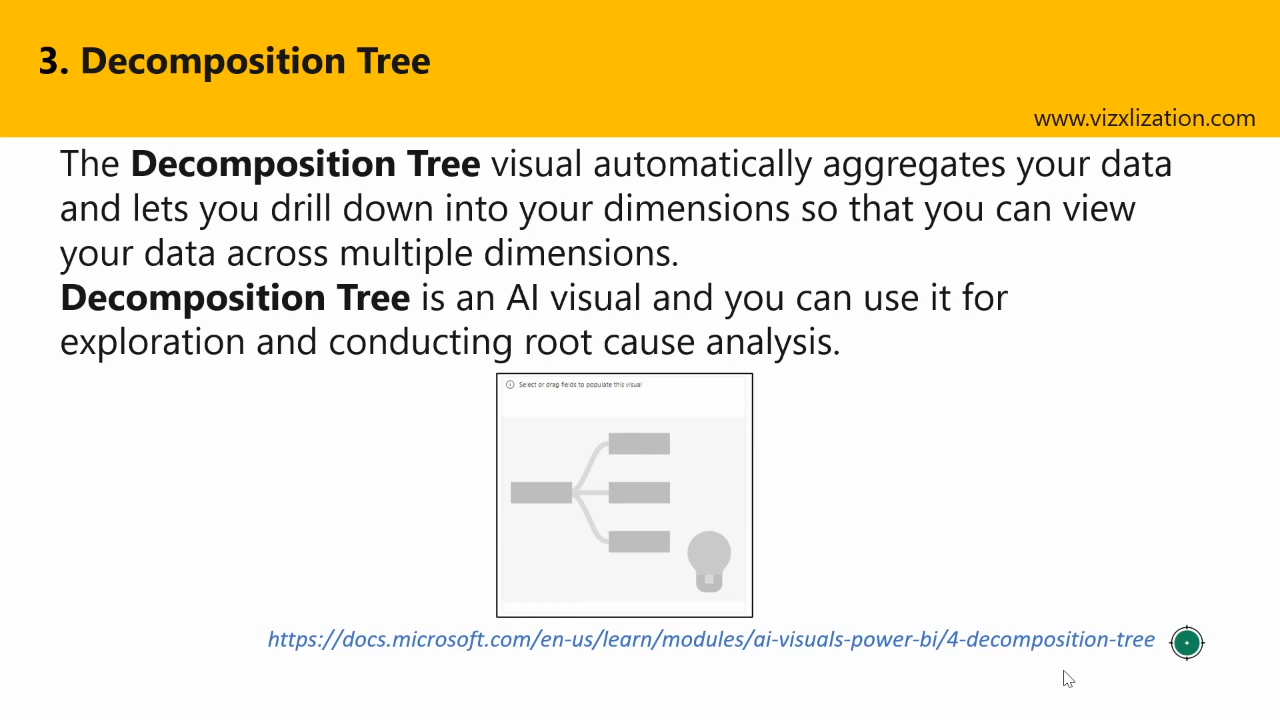 3. Decomposition Tree
www.vizxlization.com
The Decomposition Tree visual automatically aggregates your data
and lets you drill down into your dimensions so that you can view
your data across multiple dimensions.
Decomposition Tree is an AI visual and you can use it for
exploration and conducting root cause analysis.
Select or drag fields to populate this visual
https://docs.microsoft.com/en-us/learn/modules/ai-visuals-power-bi/4-decomposition-tree